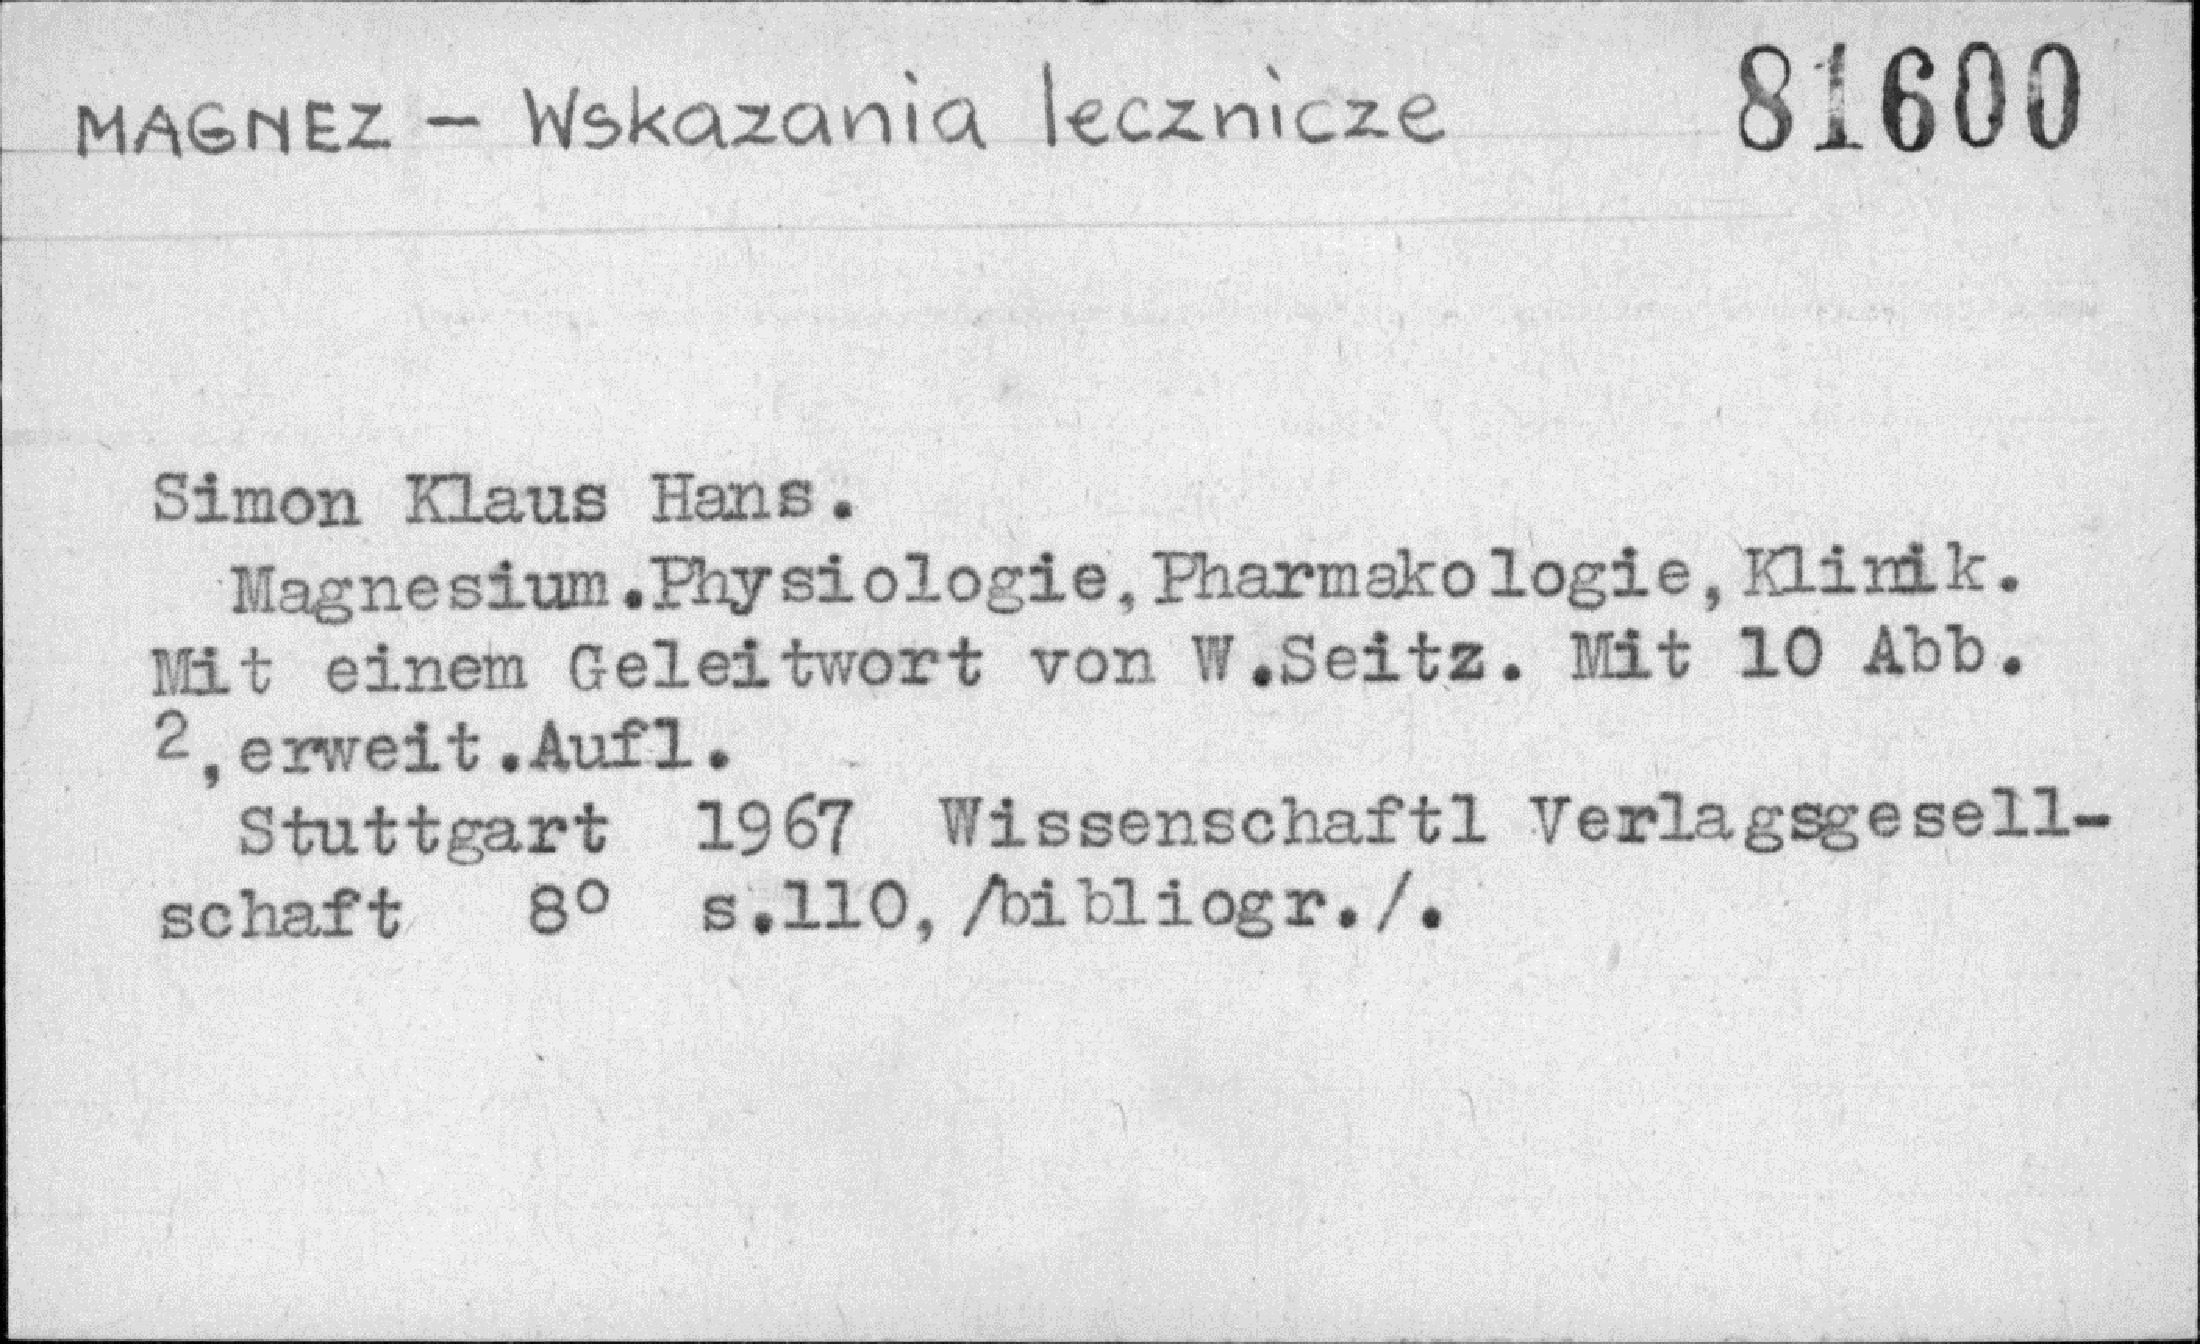 MAGNEZ – Wskazania lecznicze 81600
Simon Klaus Hans.
Magnesium.Physiologie,Pharmakologie,Klinik.
Mit einem Geleitwort von W.Seitz. Mit 10 Abb.
2,erweit.Aufl.
Stuttgart 1967 Wissenschaftl Verlagsgesell-
schaft 8° s.110,/bibliogr./.